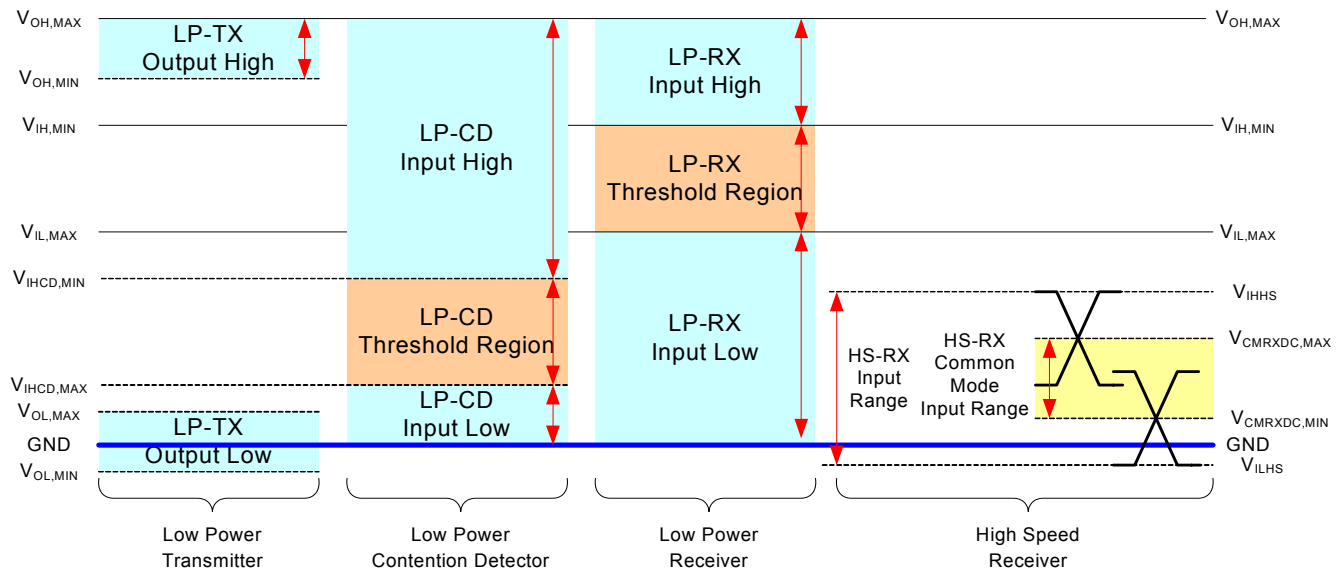 VOH,MAX
VOH,MIN
VIH,MIN
VIL,MAX
VIHCD,MIN
VIHCD,MAX
VOL,MAX
GND
VOL,MIN
LP-TX
Output High
LP-TX
Output Low
LP-CD
Input High
LP-CD
Threshold Region
LP-CD
Input Low
LP-RX
Input High
LP-RX
Threshold Region
LP-RX
Input Low
HS-RX
Input
Range
HS-RX
Common
Mode
Input Range
VOH,MAX
VIH,MIN
VIL,MAX
VIHHS
VCMRXDC,MAX
VCMRXDC,MIN
GND
VILHS
Low Power
Transmitter
Low Power
Contention Detector
Low Power
Receiver
High Speed
Receiver